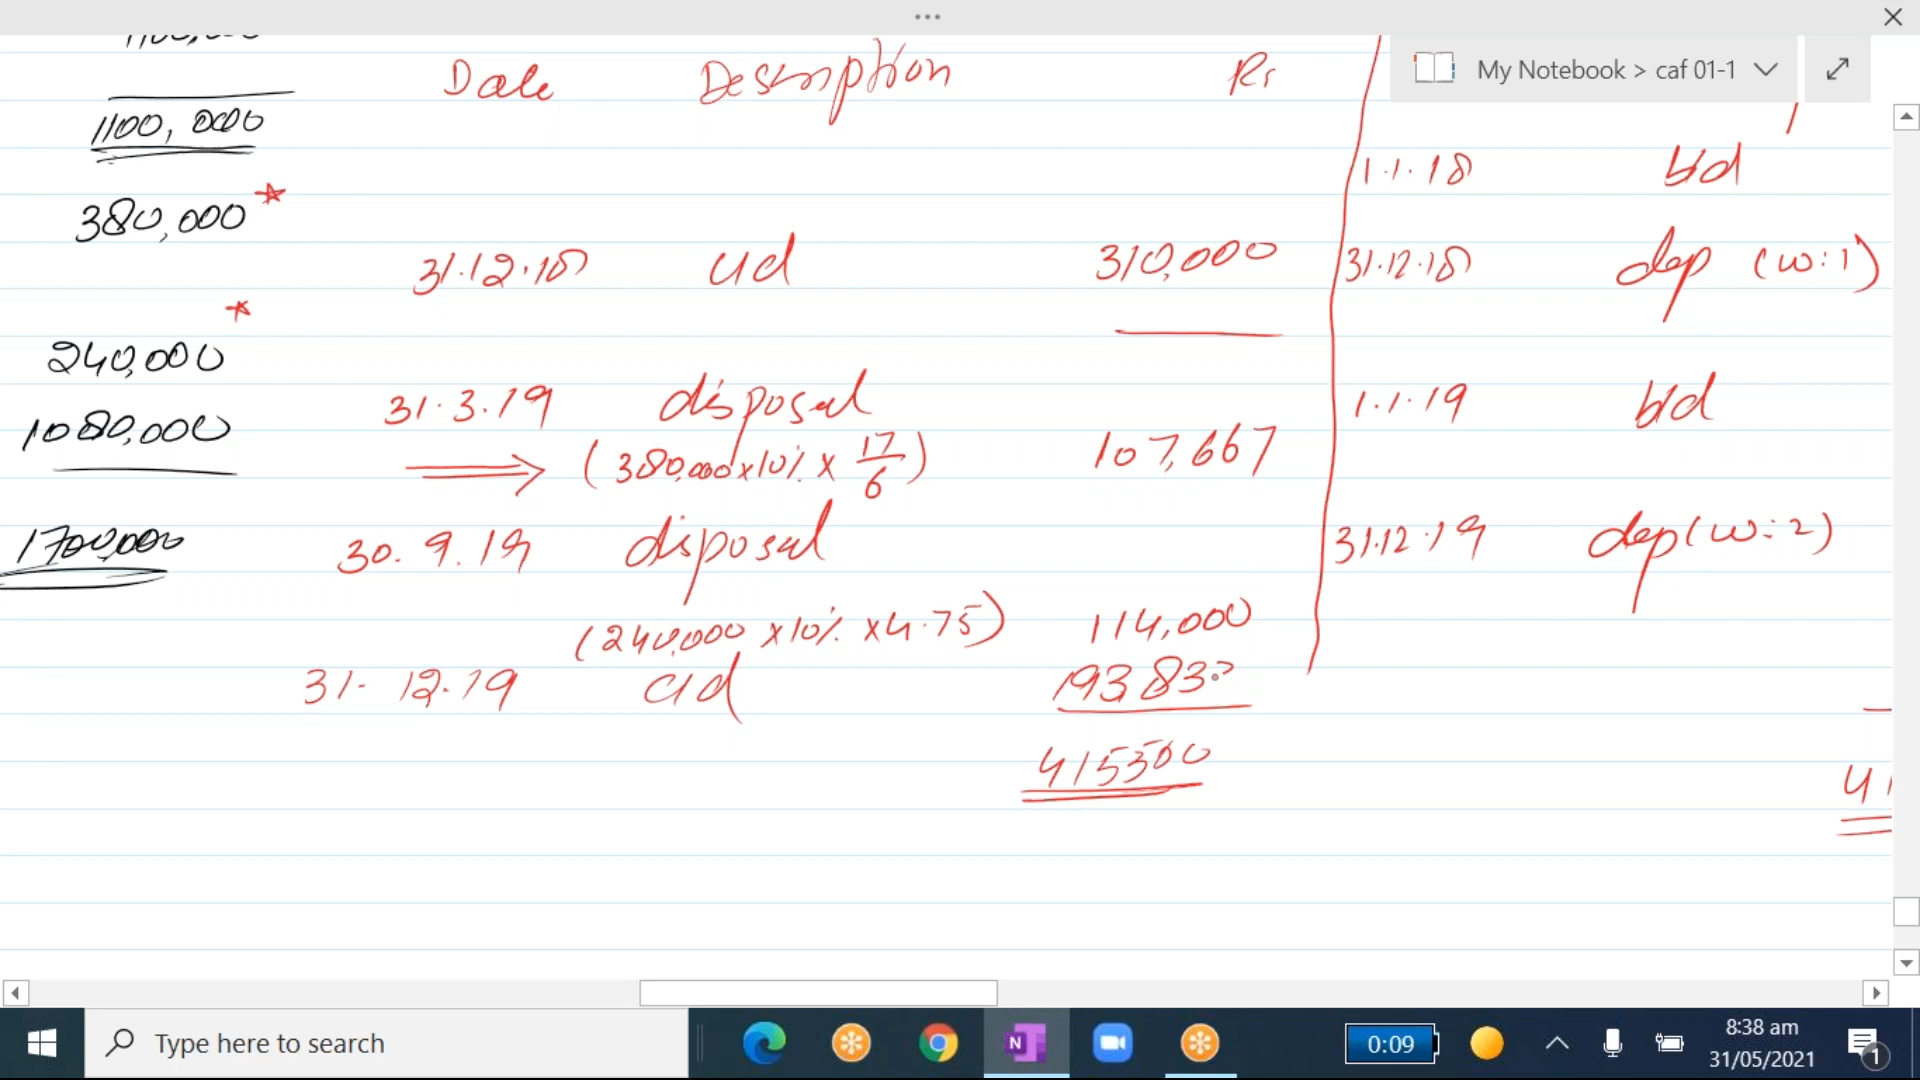 My Notebook > caf 01-1
1100,000
380,000 *
*
240,000
1080,000
1700,000
Date Description Rs
31.12.18 c/d 310,000
31.3.19 disposal
(380,000 x 10% x 17/6) 107,667
30.9.19 disposal
(240,000 x 10% x 4.75) 114,000
31.12.19 c/d 193833
415500
1.1.18 b/d
31.12.18 dep (w:1)
1.1.19 b/d
31.12.19 dep (w:2)
41
Type here to search
0:09
8:38 am
31/05/2021
1